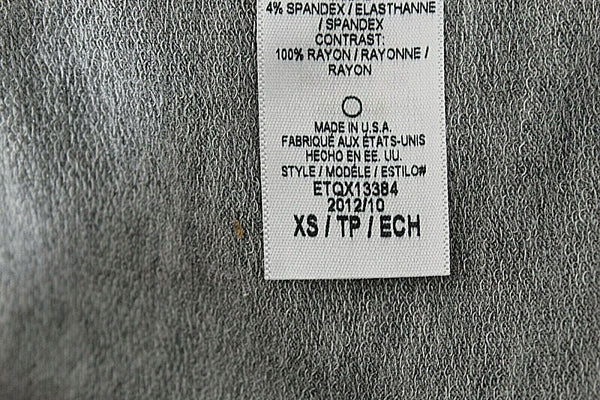 4% SPANDEX / ELASTHANNE
/ SPANDEX
CONTRAST:
100% RAYON / RAYONNE /
RAYON
MADE IN U.S.A.
FABRIQUÉ AUX ÉTATS-UNIS
HECHO EN EE. UU.
STYLE / MODÈLE / ESTILO#
ETQX13384
2012/10
XS / TP / ECH